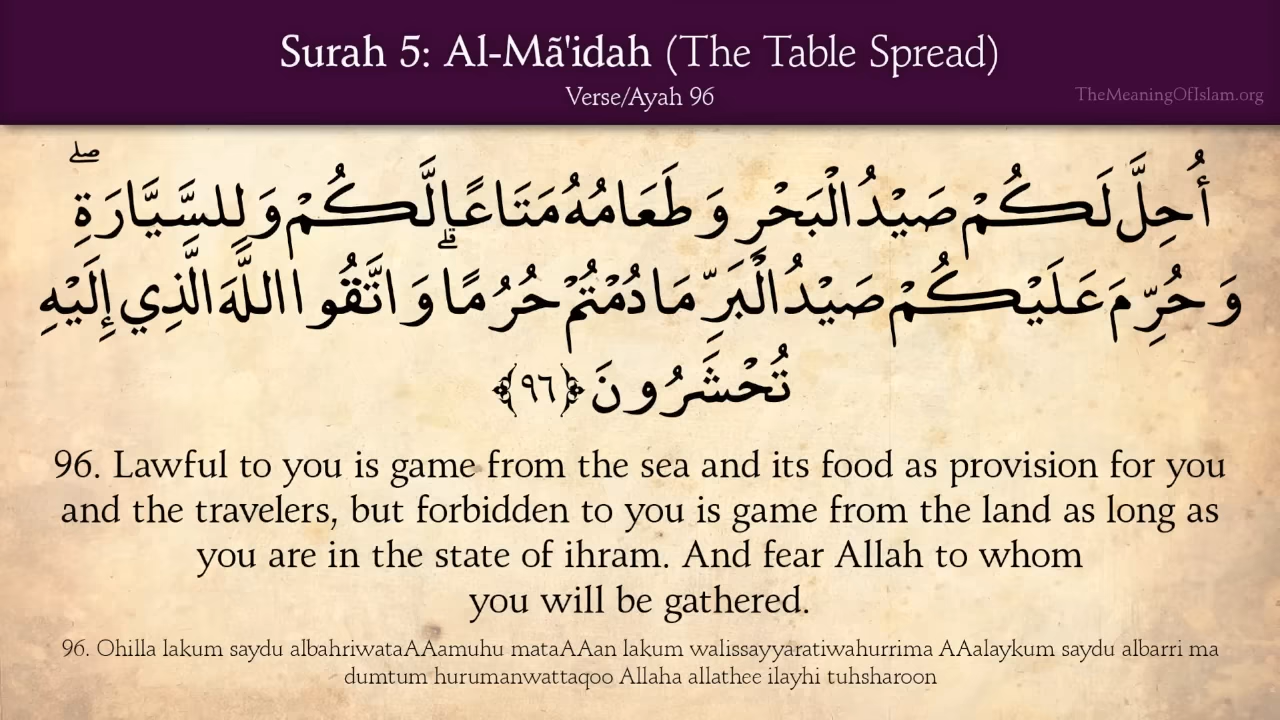 Surah 5: Al-Mã'idah (The Table Spread)
Verse/Ayah 96
TheMeaningOfIslam.org
أُحِلَّ لَكُمْ صَيْدُ الْبَحْرِ وَطَعَامُهُ مَتَاعًا لَّكُمْ وَلِلسَّيَّارَةِ ۖ
وَحُرِّمَ عَلَيْكُمْ صَيْدُ الْبَرِّ مَا دُمْتُمْ حُرُمًا ۗ وَاتَّقُوا اللَّهَ الَّذِي إِلَيْهِ
تُحْشَرُونَ ﴿٩٦﴾
96. Lawful to you is game from the sea and its food as provision for you
and the travelers, but forbidden to you is game from the land as long as
you are in the state of ihram. And fear Allah to whom
you will be gathered.
96. Ohilla lakum saydu albahriwataAAamuhu mataAAan lakum walissayyaratiwahurrima AAalaykum saydu albarri ma
dumtum hurumanwattaqoo Allaha allathee ilayhi tuhsharoon